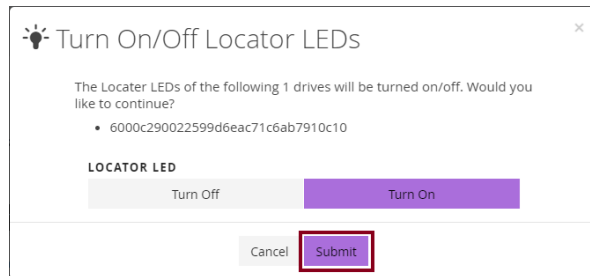 Turn On/Off Locator LEDs
×
The Locater LEDs of the following 1 drives will be turned on/off. Would you
like to continue?
• 6000c290022599d6eac71c6ab7910c10
LOCATOR LED
Turn Off Turn On
Cancel Submit